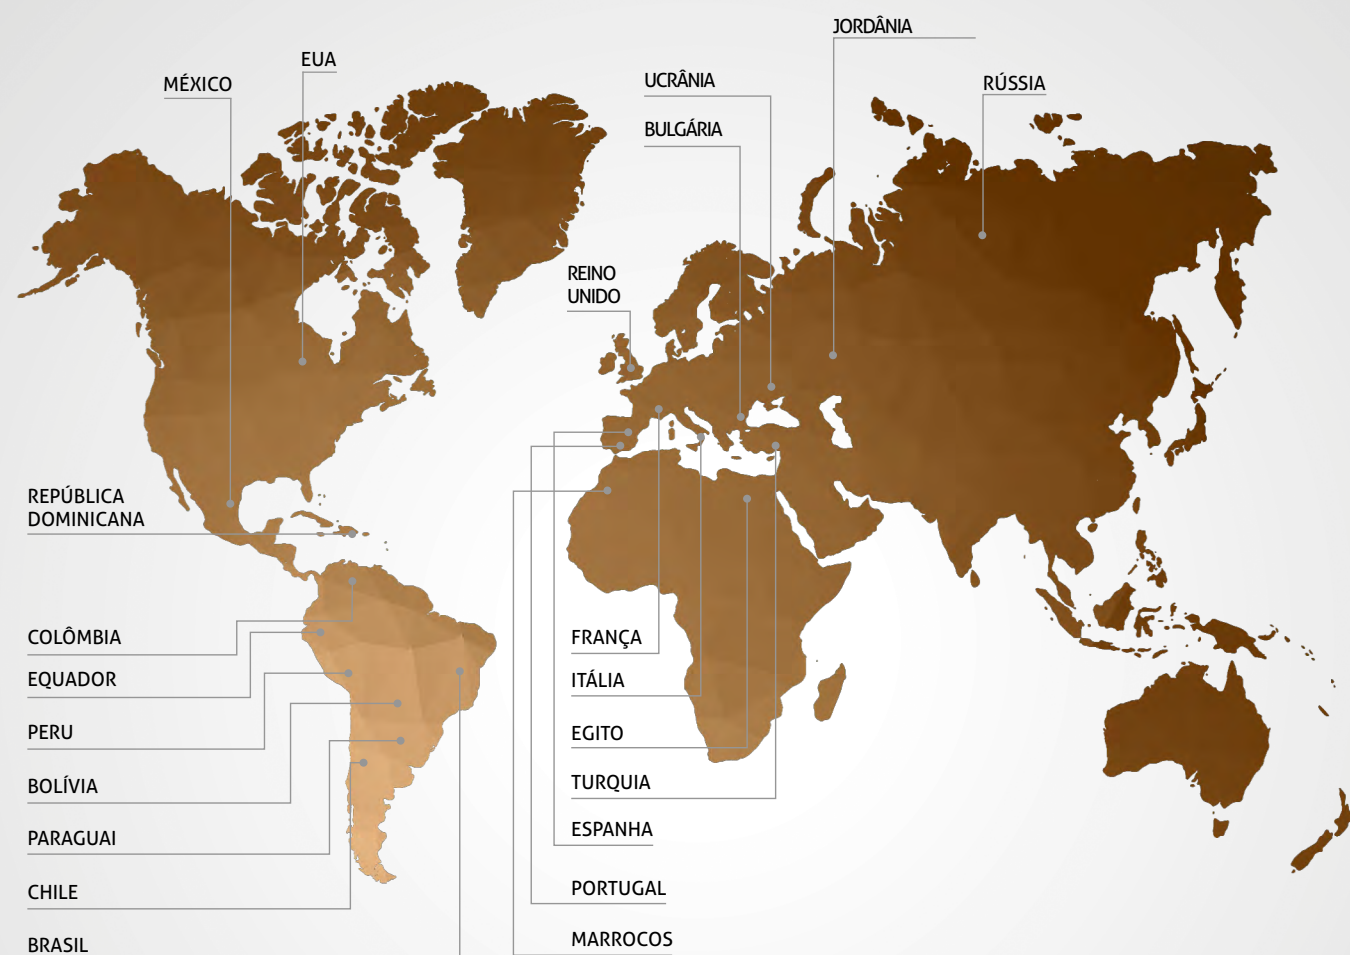 JORDÂNIA
EUA
MÉXICO
UCRÂNIA
RÚSSIA
BULGÁRIA
REINO
UNIDO
REPÚBLICA
DOMINICANA
COLÔMBIA
EQUADOR
PERU
BOLÍVIA
PARAGUAI
CHILE
BRASIL
FRANÇA
ITÁLIA
EGITO
TURQUIA
ESPANHA
PORTUGAL
MARROCOS